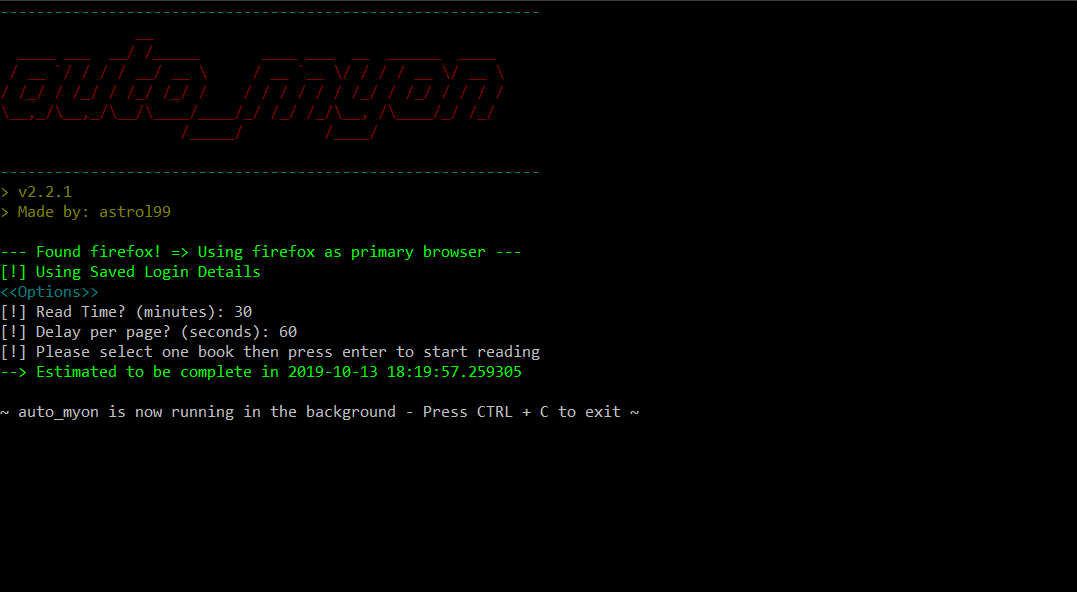 ------------------------------------------------------------
auto_myon
------------------------------------------------------------
> v2.2.1
> Made by: astrol99
--- Found firefox! => Using firefox as primary browser ---
[!] Using Saved Login Details
<<Options>>
[!] Read Time? (minutes): 30
[!] Delay per page? (seconds): 60
[!] Please select one book then press enter to start reading
--> Estimated to be complete in 2019-10-13 18:19:57.259305
~ auto_myon is now running in the background - Press CTRL + C to exit ~